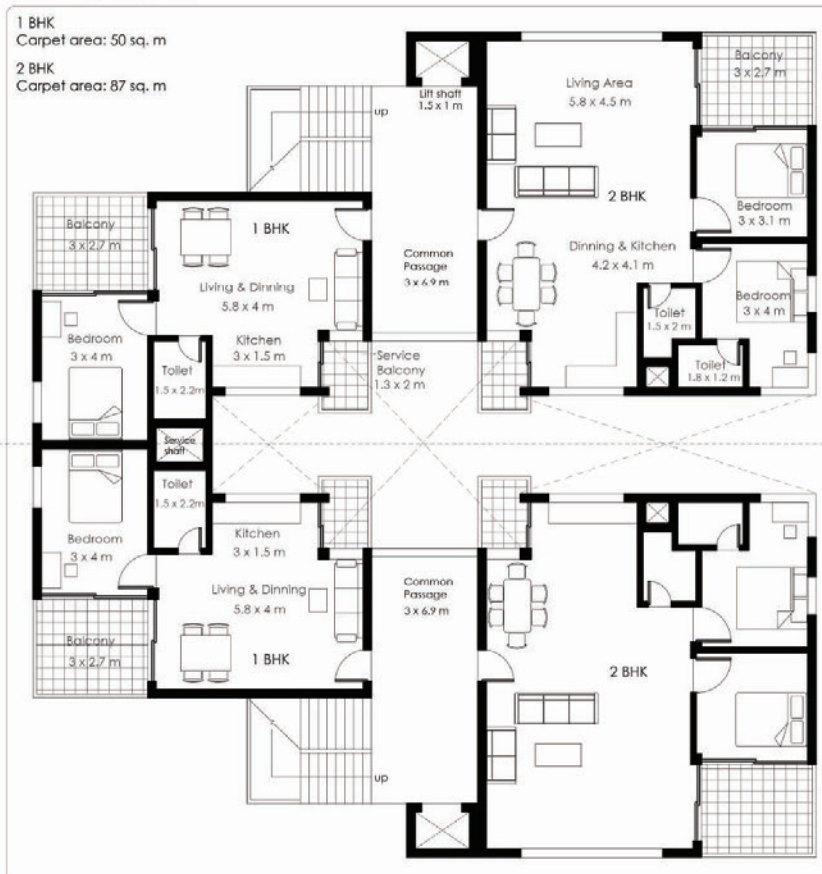 1 BHK
Carpet area: 50 sq. m
2 BHK
Carpet area: 87 sq. m
Lift shaft
1.5 x 1 m
up
Living Area
5.8 x 4.5 m
Balcony
3 x 2.7 m
2 BHK
Bedroom
3 x 3.1 m
Balcony
3 x 2.7 m
1 BHK
Living & Dinning
5.8 x 4 m
Common
Passage
3 x 6.9 m
Dinning & Kitchen
4.2 x 4.1 m
Bedroom
3 x 4 m
Toilet
1.5 x 2 m
Toilet
1.8 x 1.2 m
Bedroom
3 x 4 m
Kitchen
3 x 1.5 m
Toilet
1.5 x 2.2m
Service
Balcony
1.3 x 2 m
Service
shaft
Toilet
1.5 x 2.2m
Bedroom
3 x 4 m
Kitchen
3 x 1.5 m
Living & Dinning
5.8 x 4 m
Common
Passage
3 x 6.9 m
Balcony
3 x 2.7 m
1 BHK
2 BHK
up